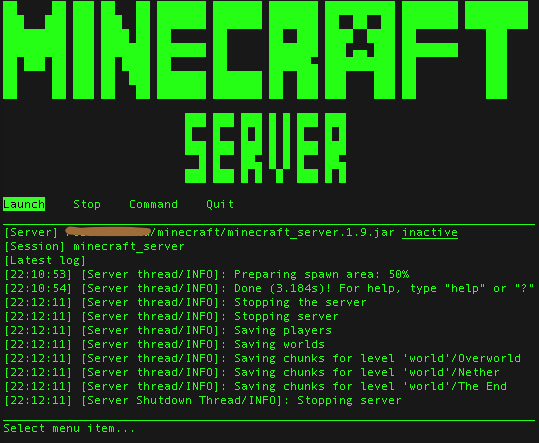 MINECRAFT
SERVER
Launch Stop Command Quit
[Server] /minecraft/minecraft_server.1.9.jar inactive
[Session] minecraft_server
[Latest log]
[22:10:53] [Server thread/INFO]: Preparing spawn area: 50%
[22:10:54] [Server thread/INFO]: Done (3.184s)! For help, type "help" or "?"
[22:12:11] [Server thread/INFO]: Stopping the server
[22:12:11] [Server thread/INFO]: Stopping server
[22:12:11] [Server thread/INFO]: Saving players
[22:12:11] [Server thread/INFO]: Saving worlds
[22:12:11] [Server thread/INFO]: Saving chunks for level 'world'/Overworld
[22:12:11] [Server thread/INFO]: Saving chunks for level 'world'/Nether
[22:12:11] [Server thread/INFO]: Saving chunks for level 'world'/The End
[22:12:11] [Server Shutdown Thread/INFO]: Stopping server
Select menu item...